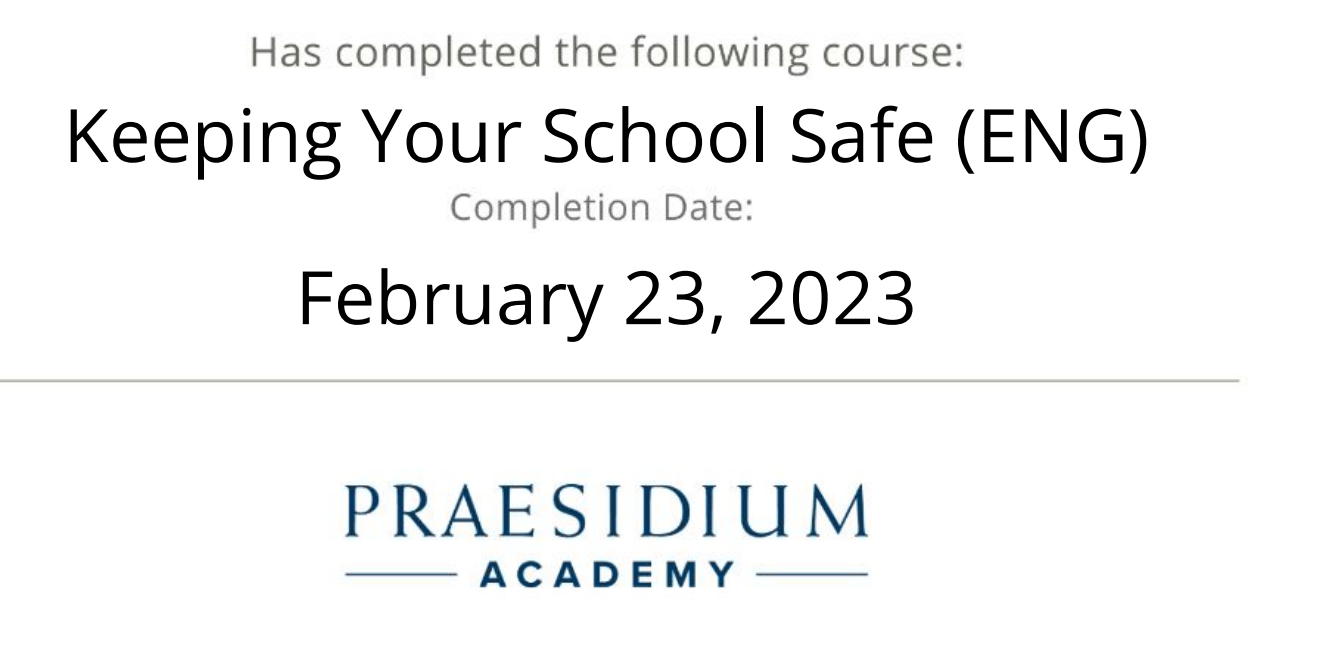 Has completed the following course:
Keeping Your School Safe (ENG)
Completion Date:
February 23, 2023
PRAESIDIUM
ACADEMY